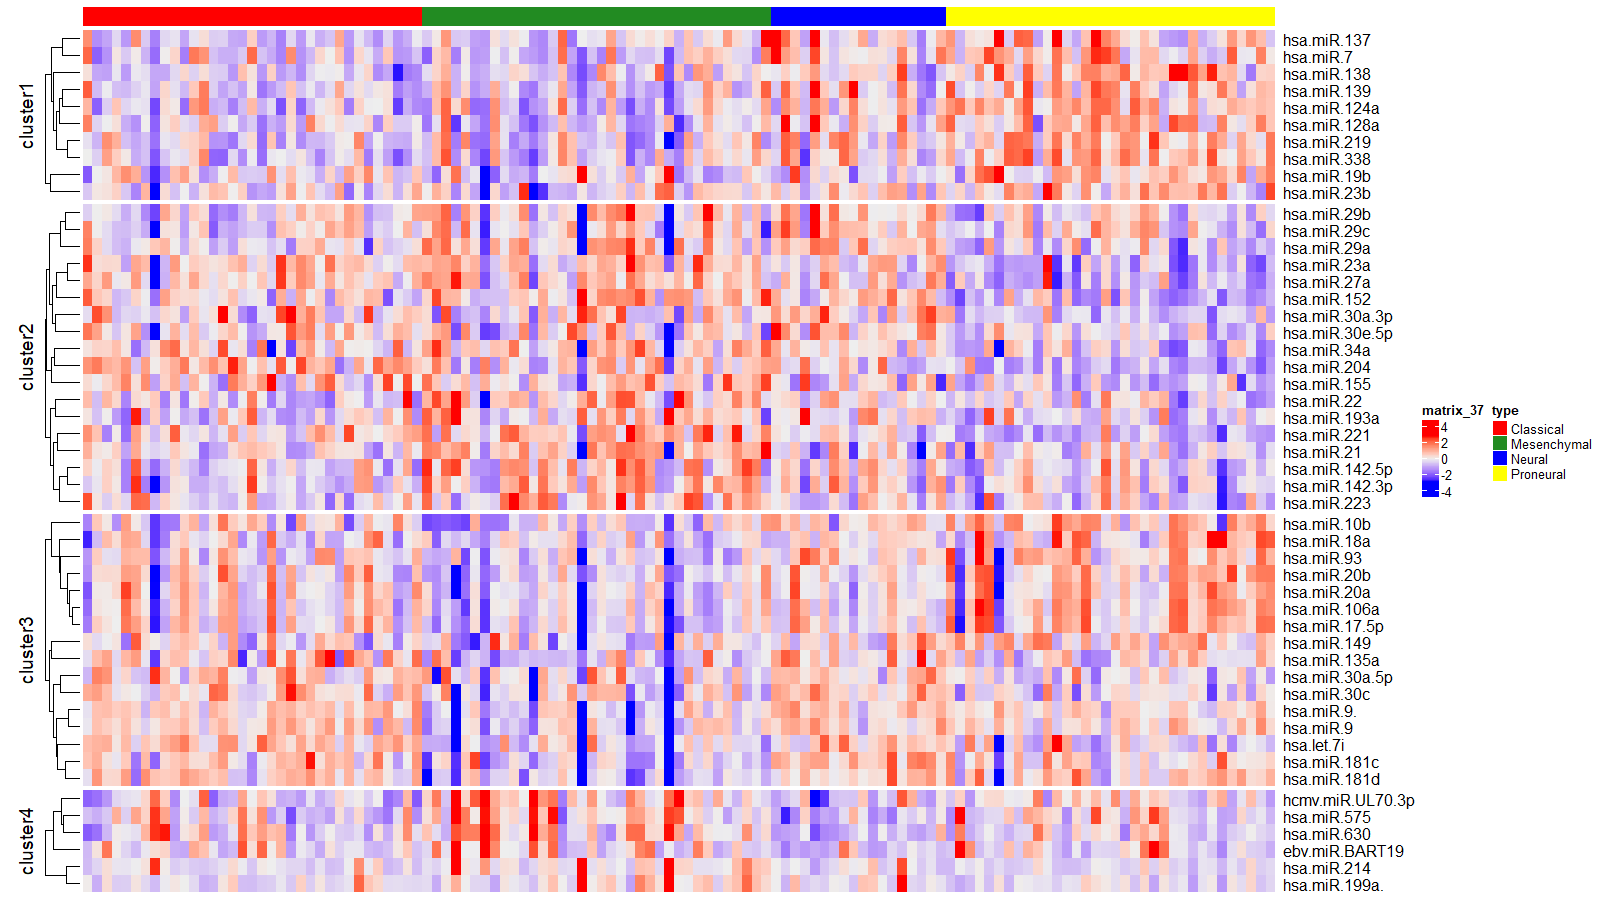 cluster1
hsa.miR.137
hsa.miR.7
hsa.miR.138
hsa.miR.139
hsa.miR.124a
hsa.miR.128a
hsa.miR.219
hsa.miR.338
hsa.miR.19b
hsa.miR.23b
cluster2
hsa.miR.29b
hsa.miR.29c
hsa.miR.29a
hsa.miR.23a
hsa.miR.27a
hsa.miR.152
hsa.miR.30a.3p
hsa.miR.30e.5p
hsa.miR.34a
hsa.miR.204
hsa.miR.155
hsa.miR.22
hsa.miR.193a
hsa.miR.221
hsa.miR.21
hsa.miR.142.5p
hsa.miR.142.3p
hsa.miR.223
cluster3
hsa.miR.10b
hsa.miR.18a
hsa.miR.93
hsa.miR.20b
hsa.miR.20a
hsa.miR.106a
hsa.miR.17.5p
hsa.miR.149
hsa.miR.135a
hsa.miR.30a.5p
hsa.miR.30c
hsa.miR.9.
hsa.miR.9
hsa.let.7i
hsa.miR.181c
hsa.miR.181d
cluster4
hcmv.miR.UL70.3p
hsa.miR.575
hsa.miR.630
ebv.miR.BART19
hsa.miR.214
hsa.miR.199a.
matrix_37
4
2
0
-2
-4
type
Classical
Mesenchymal
Neural
Proneural